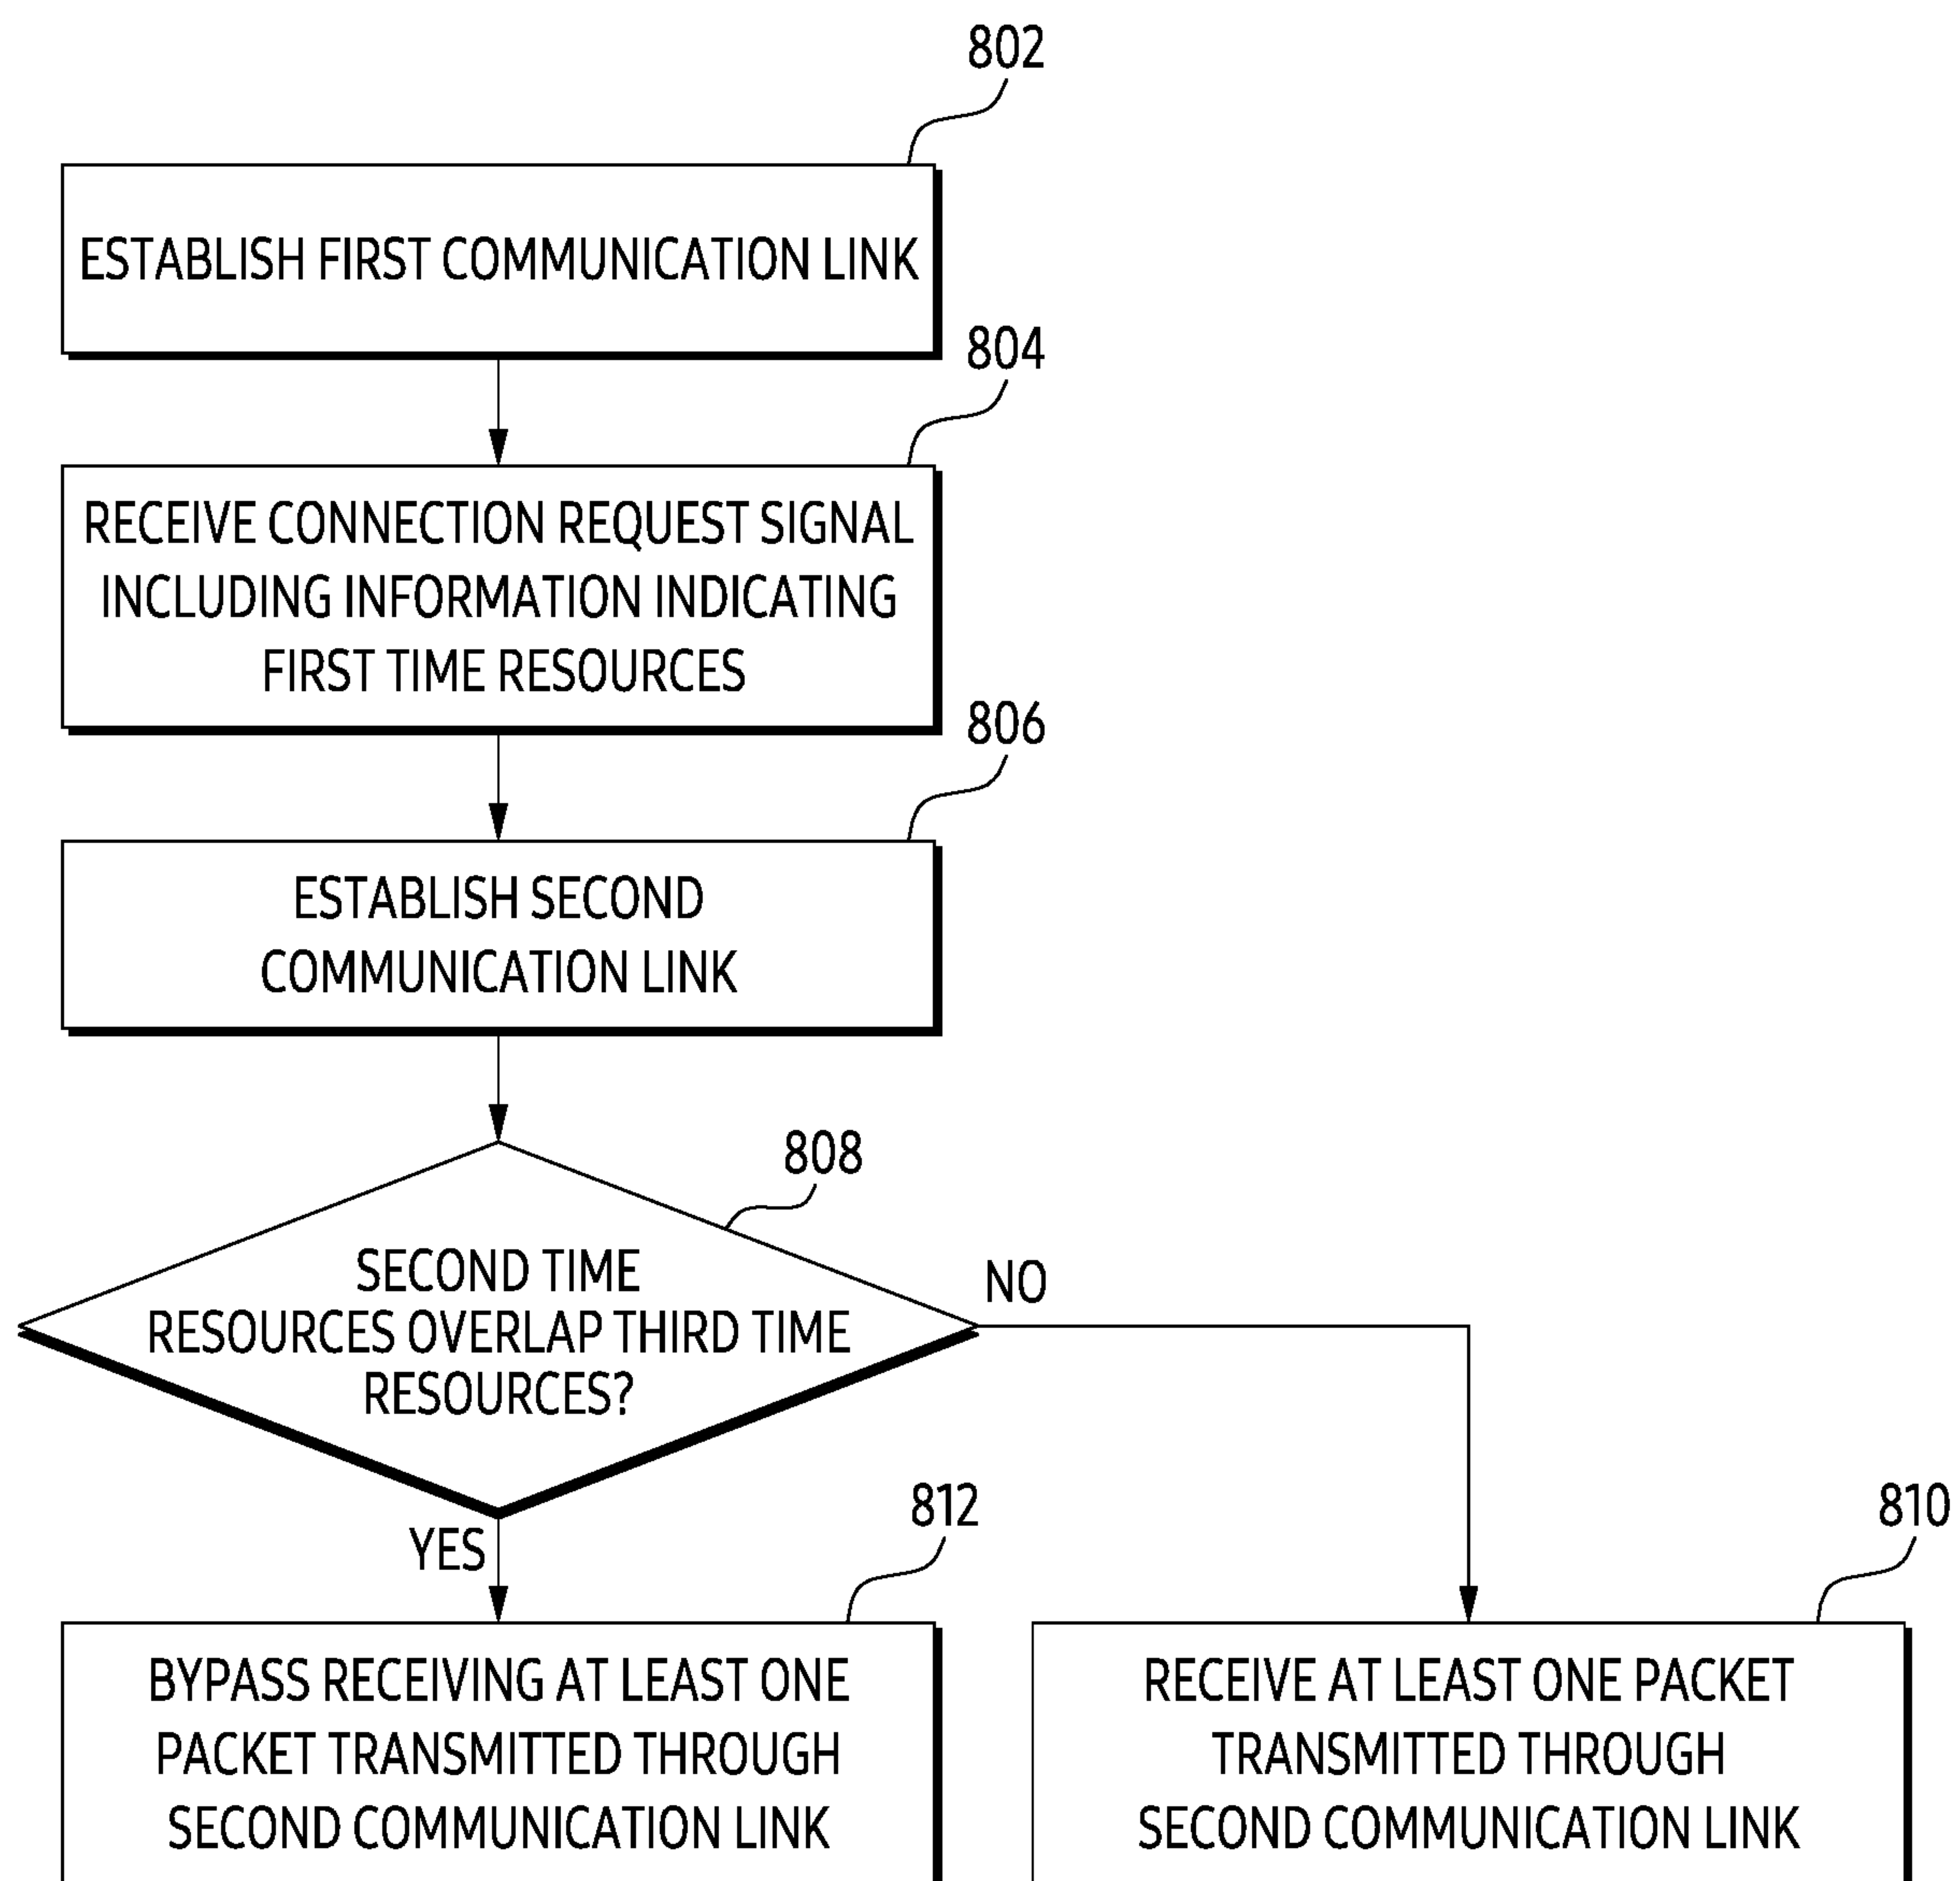 802
ESTABLISH FIRST COMMUNICATION LINK
804
RECEIVE CONNECTION REQUEST SIGNAL
INCLUDING INFORMATION INDICATING
FIRST TIME RESOURCES
806
ESTABLISH SECOND
COMMUNICATION LINK
808
SECOND TIME
RESOURCES OVERLAP THIRD TIME
RESOURCES?
NO
YES
812
BYPASS RECEIVING AT LEAST ONE
PACKET TRANSMITTED THROUGH
SECOND COMMUNICATION LINK
810
RECEIVE AT LEAST ONE PACKET
TRANSMITTED THROUGH
SECOND COMMUNICATION LINK